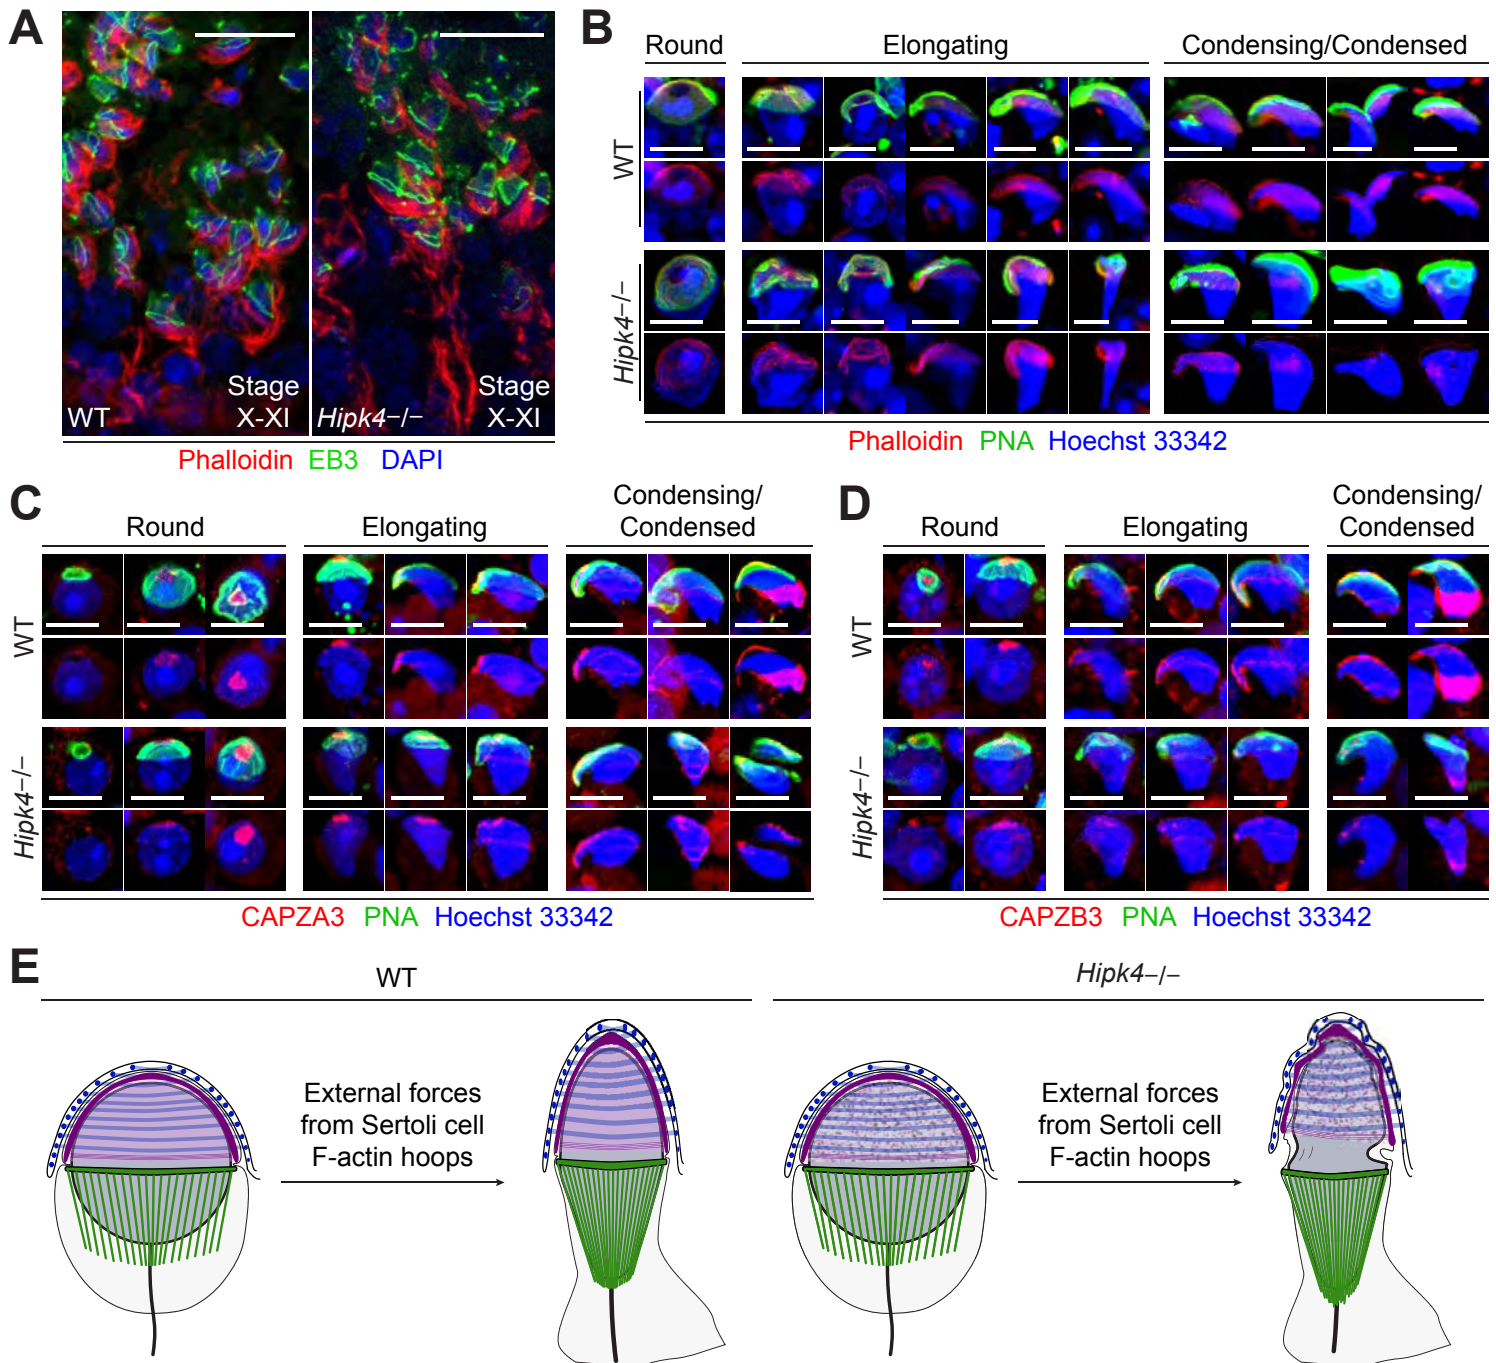 A
WT
Stage
X-XI
Hipk4–/–
Stage
X-XI
Phalloidin EB3 DAPI
B
Round
Elongating
Condensing/Condensed
WT
Hipk4–/–
Phalloidin PNA Hoechst 33342
C
Round
Elongating
Condensing/
Condensed
WT
Hipk4–/–
CAPZA3 PNA Hoechst 33342
D
Round
Elongating
Condensing/
Condensed
WT
Hipk4–/–
CAPZB3 PNA Hoechst 33342
E
WT
Hipk4–/–
External forces
from Sertoli cell
F-actin hoops
External forces
from Sertoli cell
F-actin hoops